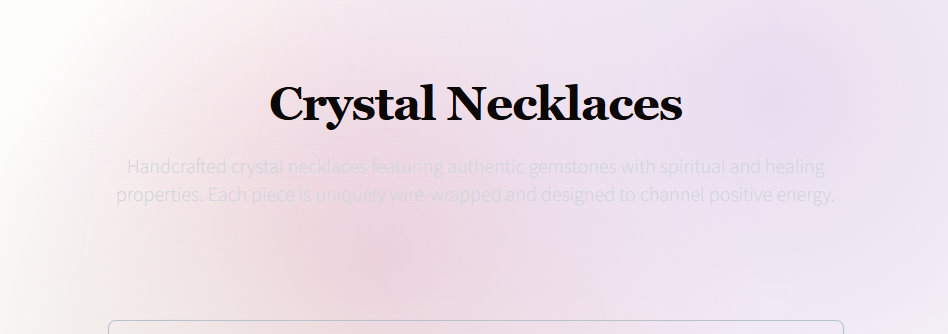 Crystal Necklaces
Handcrafted crystal necklaces featuring authentic gemstones with spiritual and healing
properties. Each piece is uniquely wire-wrapped and designed to channel positive energy.